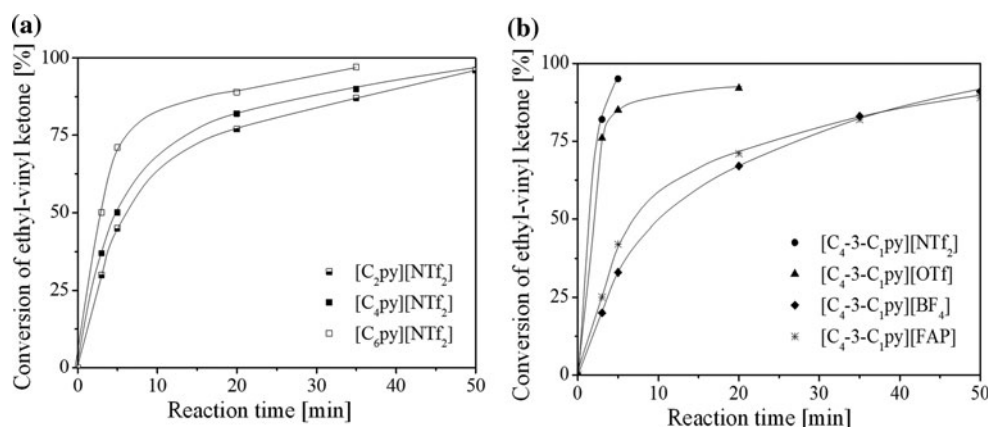 (a)
Conversion of ethyl-vinyl ketone [%]
100
75
50
25
0
0 10 20 30 40 50
Reaction time [min]
[C₂py][NTf₂]
[C₄py][NTf₂]
[C₆py][NTf₂]
(b)
Conversion of ethyl-vinyl ketone [%]
100
75
50
25
0
0 10 20 30 40 50
Reaction time [min]
[C₄-3-C₁py][NTf₂]
[C₄-3-C₁py][OTf]
[C₄-3-C₁py][BF₄]
[C₄-3-C₁py][FAP]